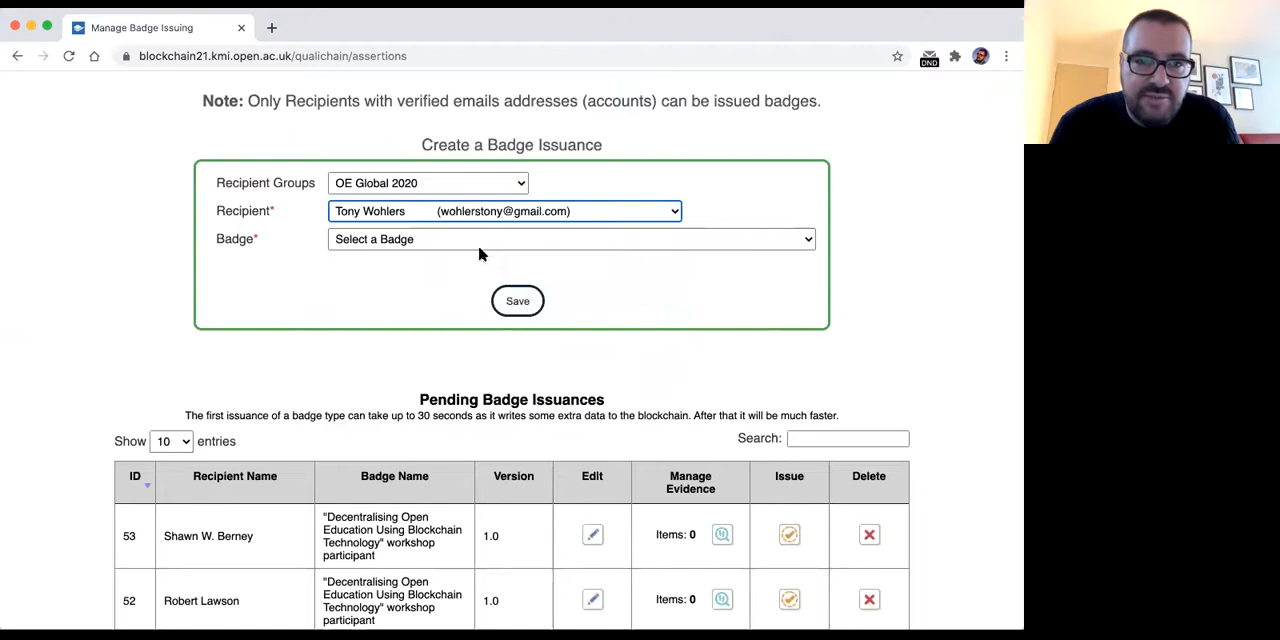 Manage Badge Issuing
blockchain21.kmi.open.ac.uk/qualichain/assertions
DND
Note: Only Recipients with verified emails addresses (accounts) can be issued badges.
Create a Badge Issuance
Recipient Groups OE Global 2020
Recipient* Tony Wohlers (wohlerstony@gmail.com)
Badge* Select a Badge
Save
Pending Badge Issuances
The first issuance of a badge type can take up to 30 seconds as it writes some extra data to the blockchain. After that it will be much faster.
Show 10 entries Search:
ID Recipient Name Badge Name Version Edit Manage Evidence Issue Delete
"Decentralising Open
Education Using Blockchain
Technology" workshop
participant
53 Shawn W. Berney 1.0 Items: 0
"Decentralising Open
Education Using Blockchain
Technology" workshop
participant
52 Robert Lawson 1.0 Items: 0